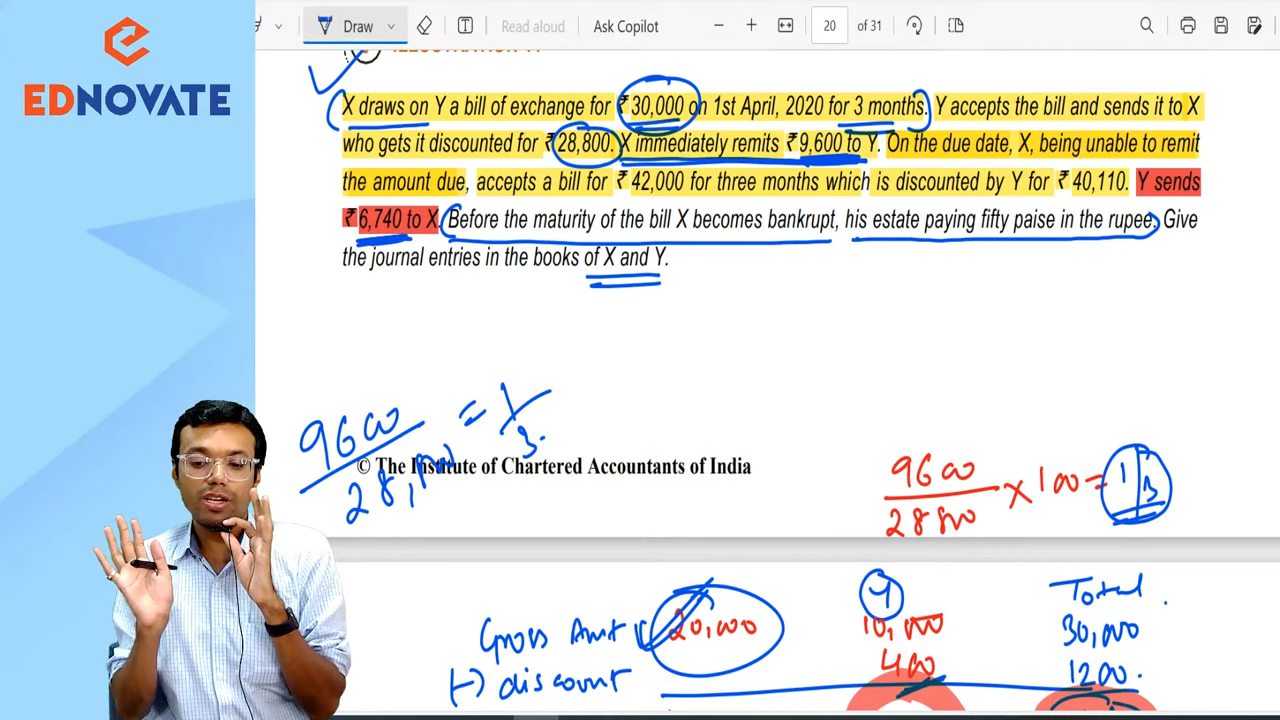 Draw
Read aloud
Ask Copilot
20
of 31
EDNOVATE
X draws on Y a bill of exchange for ₹ 30,000 on 1st April, 2020 for 3 months. Y accepts the bill and sends it to X
who gets it discounted for ₹ 28,800. X immediately remits ₹ 9,600 to Y. On the due date, X, being unable to remit
the amount due, accepts a bill for ₹ 42,000 for three months which is discounted by Y for ₹ 40,110. Y sends
₹ 6,740 to X. Before the maturity of the bill X becomes bankrupt, his estate paying fifty paise in the rupee. Give
the journal entries in the books of X and Y.
9600
28,800
= 1/3
© The Institute of Chartered Accountants of India
9600
28800
X 100 = 1/3
Y Total
Gross Amt 20,000 10,000 30,000
(-) discount 400 1200